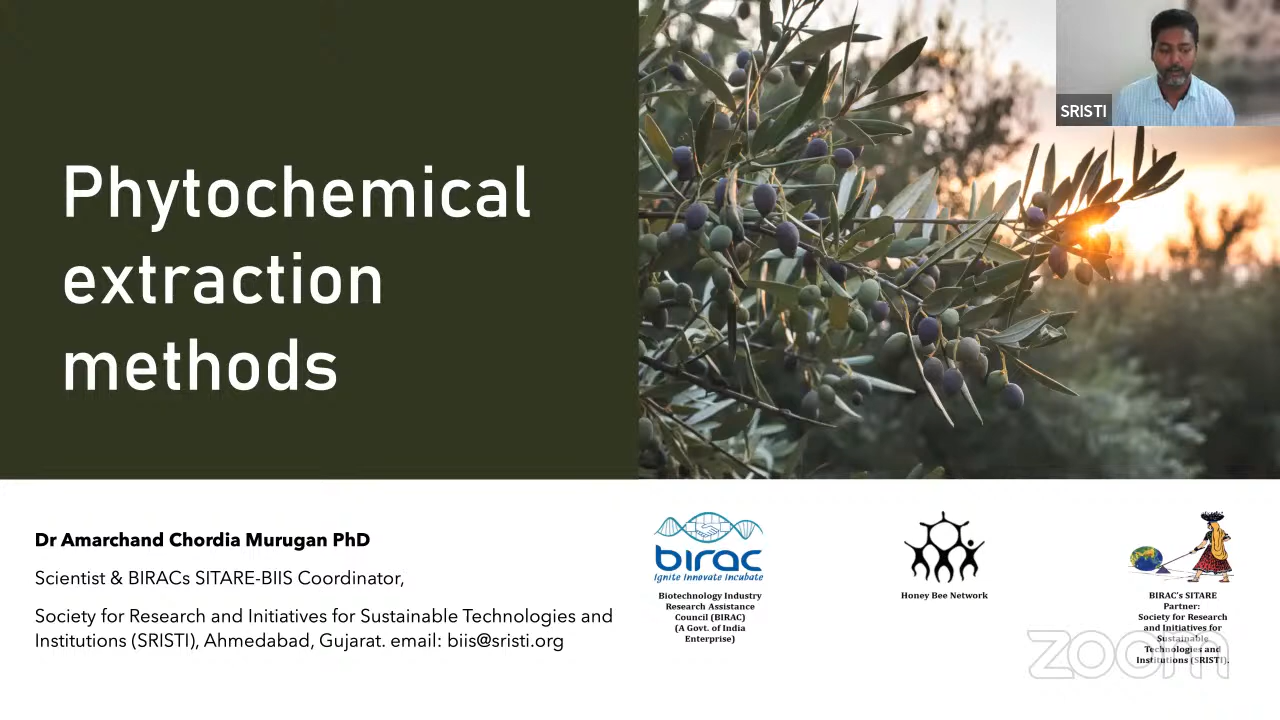 SRISTI
Phytochemical
extraction
methods
Dr Amarchand Chordia Murugan PhD
Scientist & BIRACs SITARE-BIIS Coordinator,
Society for Research and Initiatives for Sustainable Technologies and
Institutions (SRISTI), Ahmedabad, Gujarat. email: biis@sristi.org
birac
Ignite Innovate Incubate
Biotechnology Industry
Research Assistance
Council (BIRAC)
(A Govt. of India
Enterprise)
Honey Bee Network
BIRAC's SITARE
Partner:
Society for Research
and Initiatives for
Sustainable
Technologies and
Institutions (SRISTI).
zoom